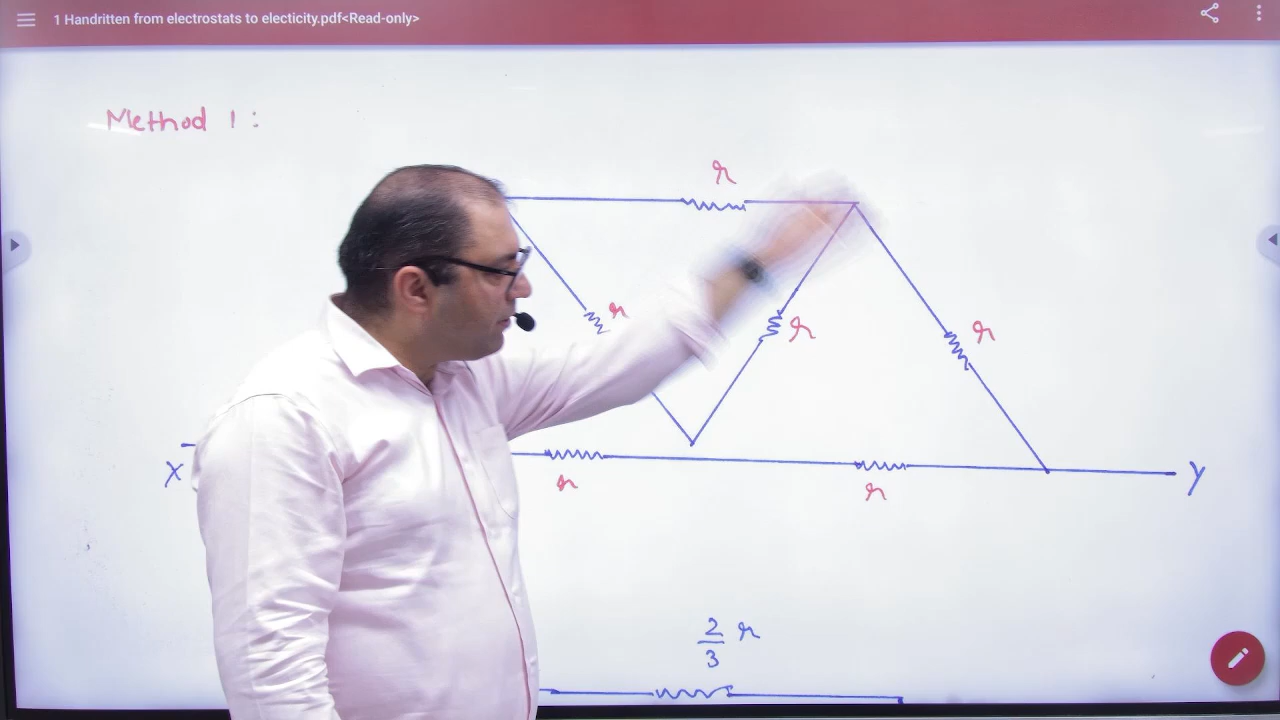 1 Handritten from electrostats to electicity.pdf<Read-only>
Method 1:
r
r
r
r
X
r
r
y
2/3 r